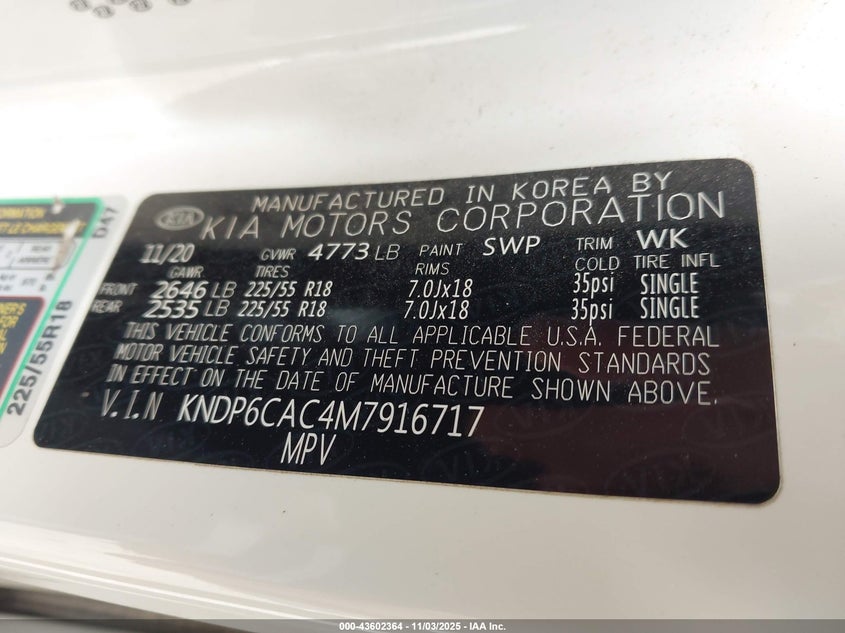 MANUFACTURED IN KOREA BY
KIA KIA MOTORS CORPORATION
11/20 GVWR 4773 LB PAINT SWP TRIM WK
GAWR TIRES RIMS COLD TIRE INFL
FRONT 2646 LB 225/55 R18 7.0Jx18 35psi SINGLE
REAR 2535 LB 225/55 R18 7.0Jx18 35psi SINGLE
THIS VEHICLE CONFORMS TO ALL APPLICABLE U.S.A. FEDERAL
MOTOR VEHICLE SAFETY AND THEFT PREVENTION STANDARDS
IN EFFECT ON THE DATE OF MANUFACTURE SHOWN ABOVE.
V.I.N KNDP6CAC4M7916717
MPV
D47
225/55R18
000-43602364 - 11/03/2025 - IAA Inc.